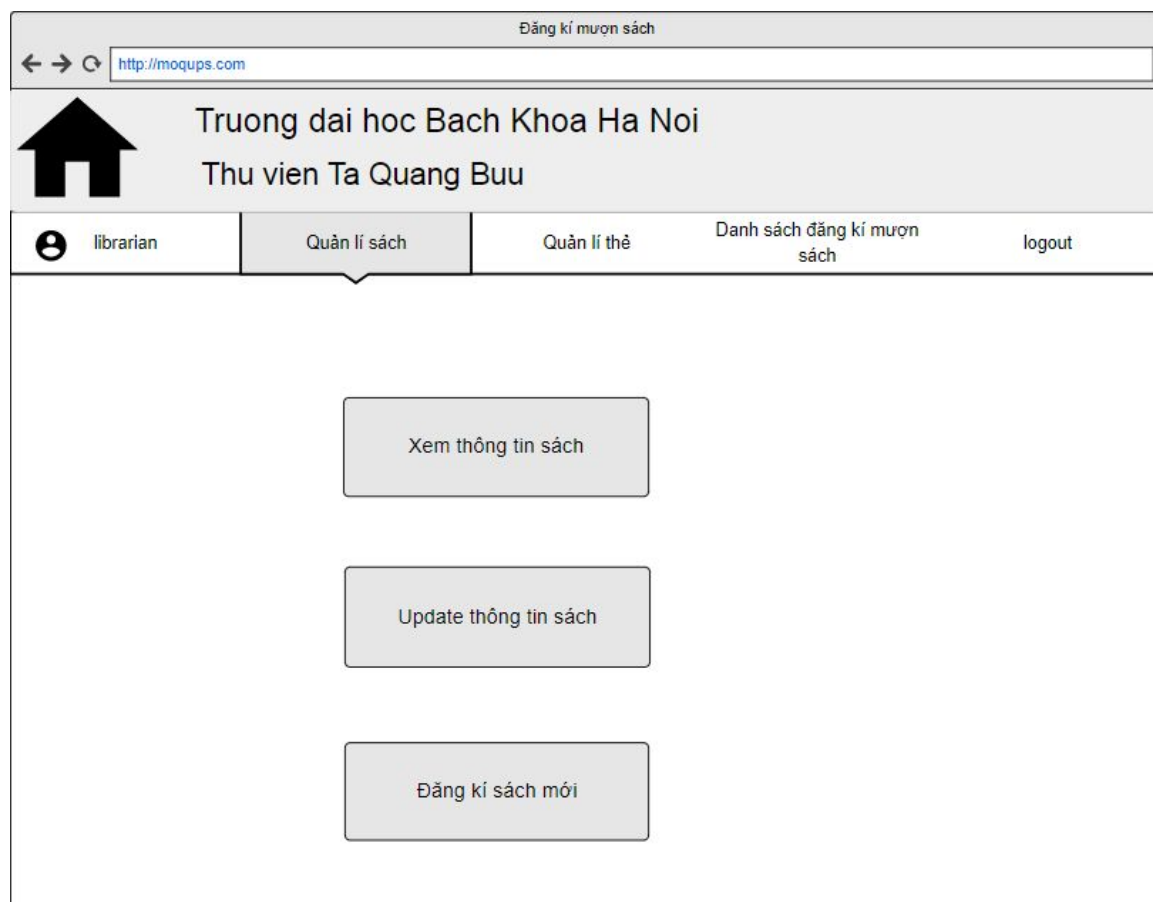 Đăng kí mượn sách
http://moqups.com
Truong dai hoc Bach Khoa Ha Noi
Thu vien Ta Quang Buu
librarian
Quản lí sách
Quản lí thẻ
Danh sách đăng kí mượn
sách
logout
Xem thông tin sách
Update thông tin sách
Đăng kí sách mới